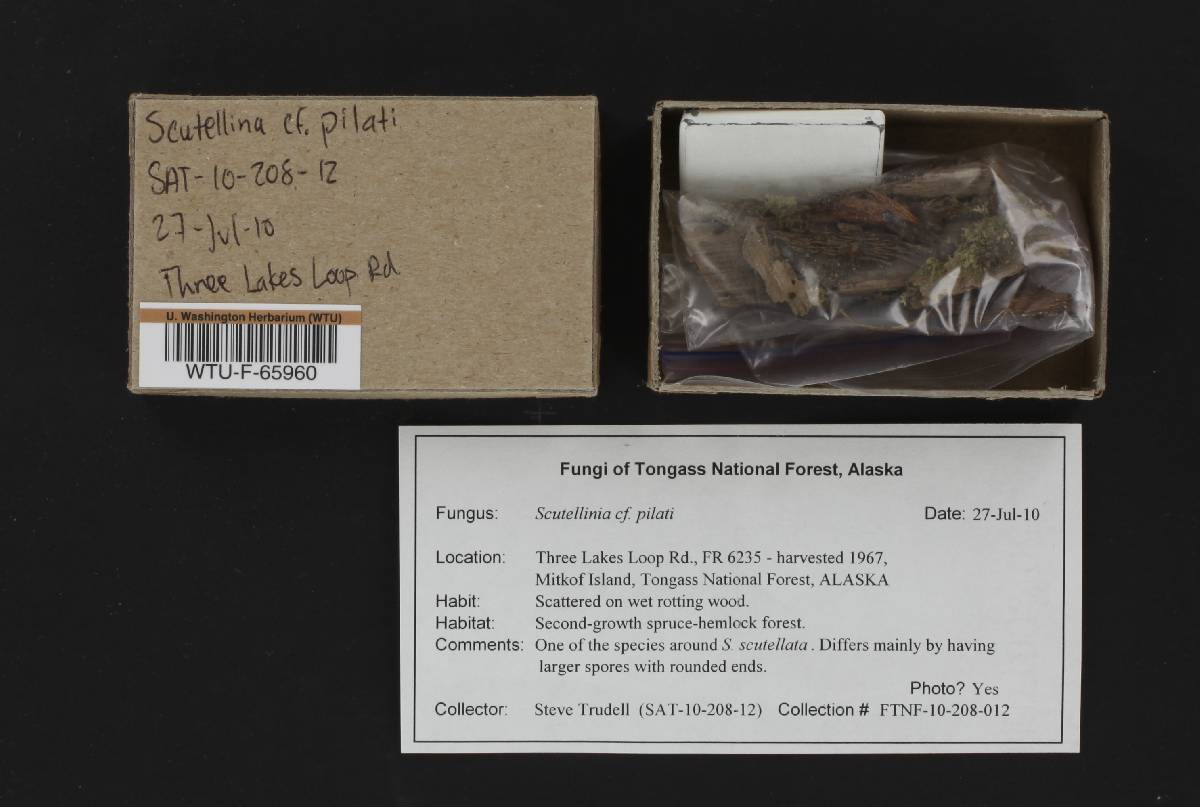 Scutellina cf. pilati
SAT-10-208-12
27-Jul-10
Three Lakes Loop Rd
U. Washington Herbarium (WTU)
WTU-F-65960
Fungi of Tongass National Forest, Alaska
Fungus: Scutellinia cf. pilati Date: 27-Jul-10
Location: Three Lakes Loop Rd., FR 6235 - harvested 1967,
Mitkof Island, Tongass National Forest, ALASKA
Habit: Scattered on wet rotting wood.
Habitat: Second-growth spruce-hemlock forest.
Comments: One of the species around S. scutellata . Differs mainly by having
larger spores with rounded ends.
Photo? Yes
Collector: Steve Trudell (SAT-10-208-12) Collection # FTNF-10-208-012